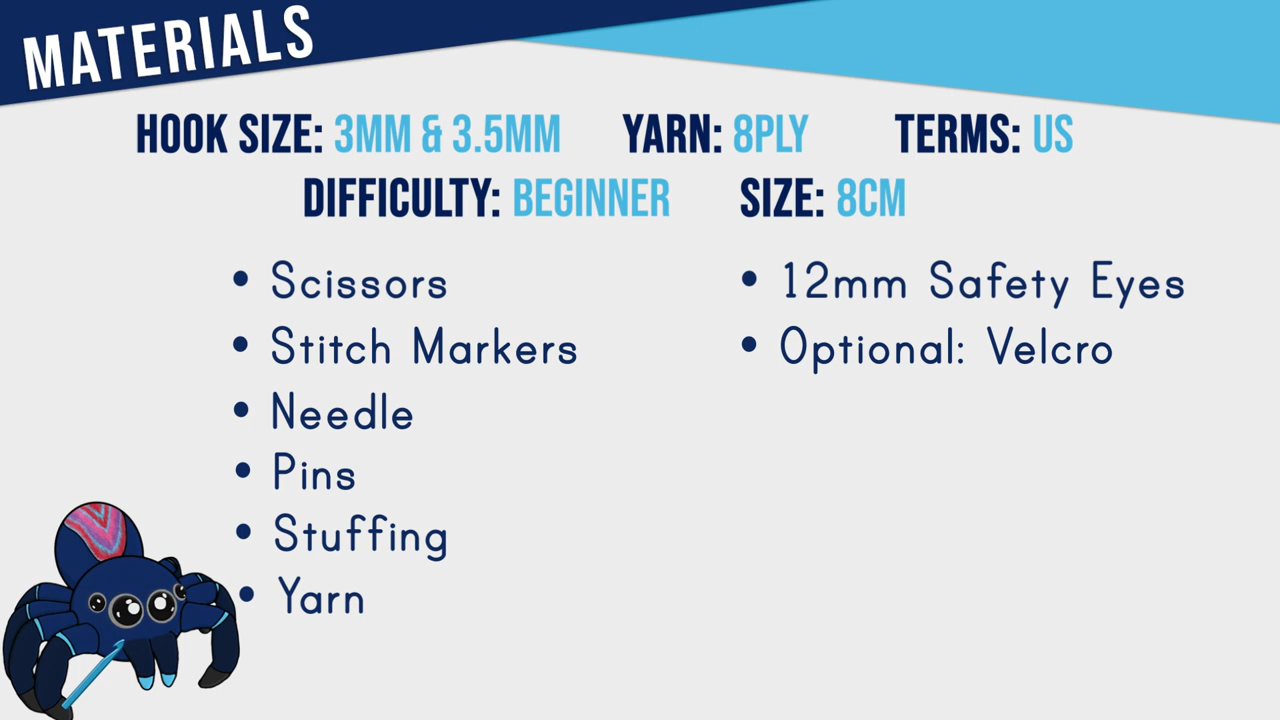 MATERIALS
HOOK SIZE: 3MM & 3.5MM YARN: 8PLY TERMS: US
DIFFICULTY: BEGINNER SIZE: 8CM
• Scissors
• Stitch Markers
• Needle
• Pins
• Stuffing
• Yarn
• 12mm Safety Eyes
• Optional: Velcro